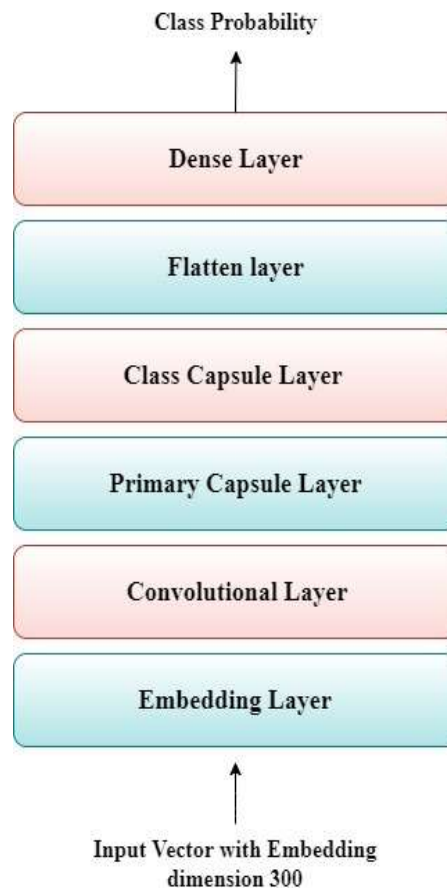 Class Probability
Dense Layer
Flatten layer
Class Capsule Layer
Primary Capsule Layer
Convolutional Layer
Embedding Layer
Input Vector with Embedding
dimension 300